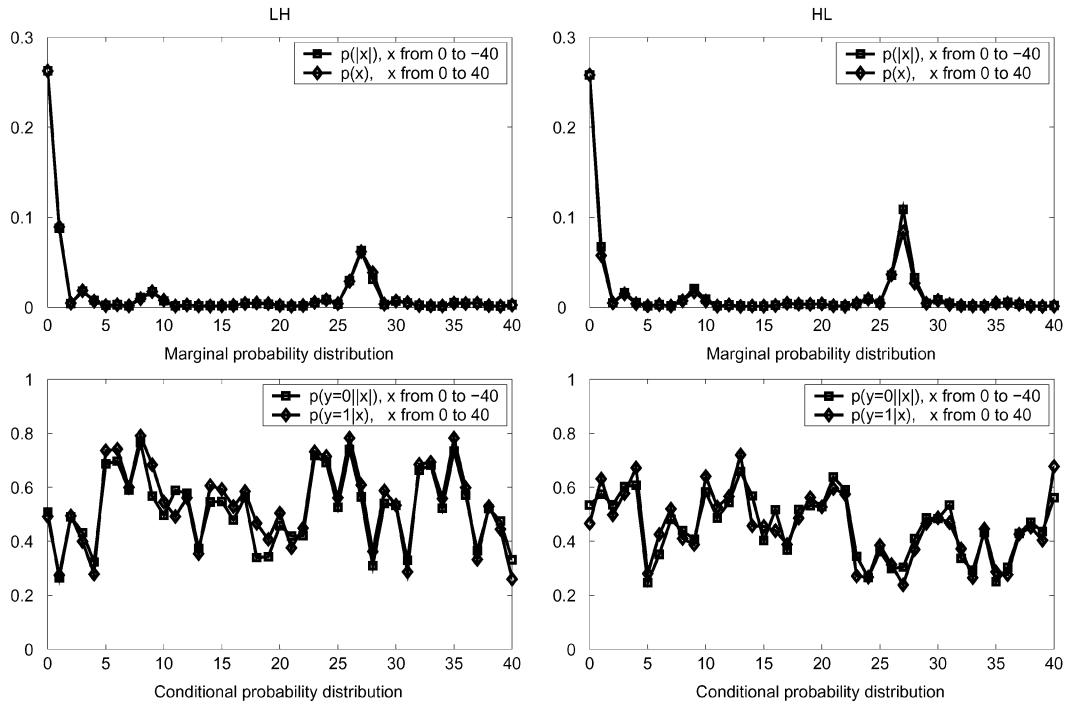 LH
0.3
0.2
0.1
0
p(|x|), x from 0 to −40
p(x), x from 0 to 40
0 5 10 15 20 25 30 35 40
Marginal probability distribution
HL
0.3
0.2
0.1
0
p(|x|), x from 0 to −40
p(x), x from 0 to 40
0 5 10 15 20 25 30 35 40
Marginal probability distribution
1
0.8
0.6
0.4
0.2
0
p(y=0||x|), x from 0 to −40
p(y=1|x), x from 0 to 40
0 5 10 15 20 25 30 35 40
Conditional probability distribution
1
0.8
0.6
0.4
0.2
0
p(y=0||x|), x from 0 to −40
p(y=1|x), x from 0 to 40
0 5 10 15 20 25 30 35 40
Conditional probability distribution